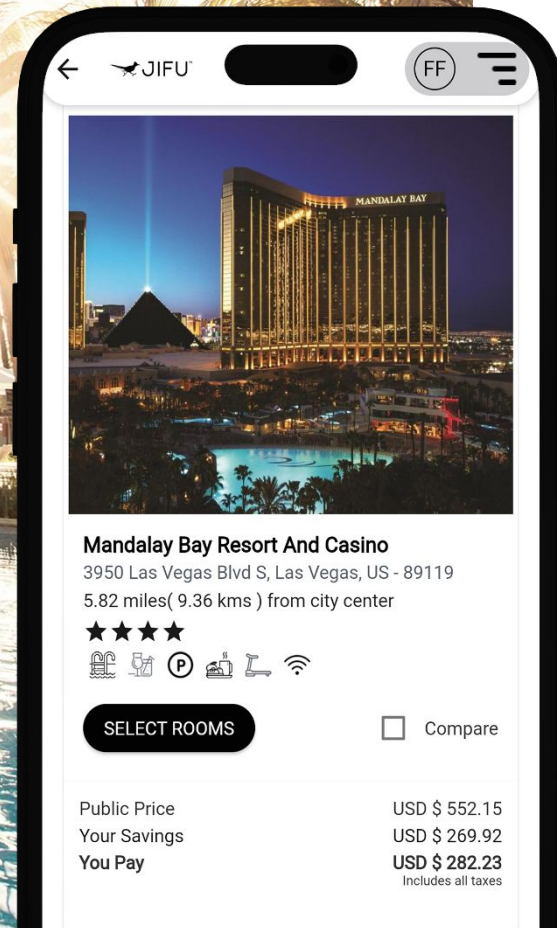 JIFU
FF
MANDALAY BAY
Mandalay Bay Resort And Casino
3950 Las Vegas Blvd S, Las Vegas, US - 89119
5.82 miles( 9.36 kms ) from city center
P
SELECT ROOMS
Compare
Public Price USD $ 552.15
Your Savings USD $ 269.92
You Pay USD $ 282.23
Includes all taxes